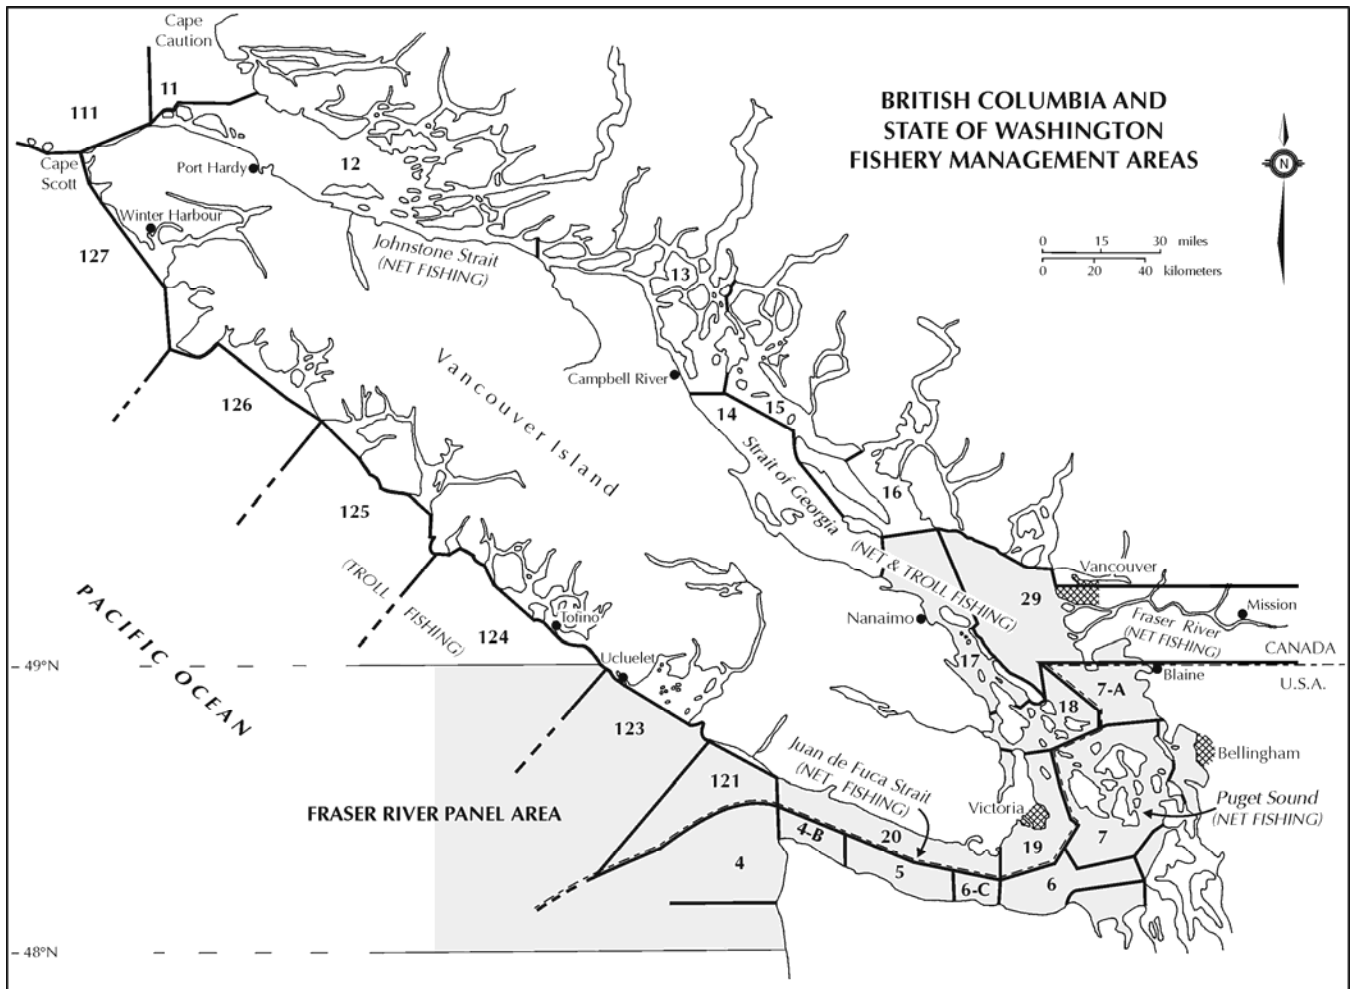 Cape
Caution
11
111
BRITISH COLUMBIA AND
STATE OF WASHINGTON
FISHERY MANAGEMENT AREAS
N
Cape
Scott
Port Hardy
12
Winter Harbour
127
Johnstone Strait
(NET FISHING)
13
0 15 30 miles
0 20 40 kilometers
Vancouver Island
Campbell River
126
14
15
Strait of Georgia
(NET & TROLL FISHING)
16
125
(TROLL FISHING)
PACIFIC OCEAN
124
Tofino
Ucluelet
Nanaimo
29
Vancouver
Mission
Fraser River
(NET FISHING)
CANADA
U.S.A.
49°N
17
Blaine
7-A
18
123
121
Juan de Fuca Strait
(NET FISHING)
Bellingham
FRASER RIVER PANEL AREA
Victoria
Puget Sound
(NET FISHING)
4-B
20
19
7
4
5
6-C
6
48°N